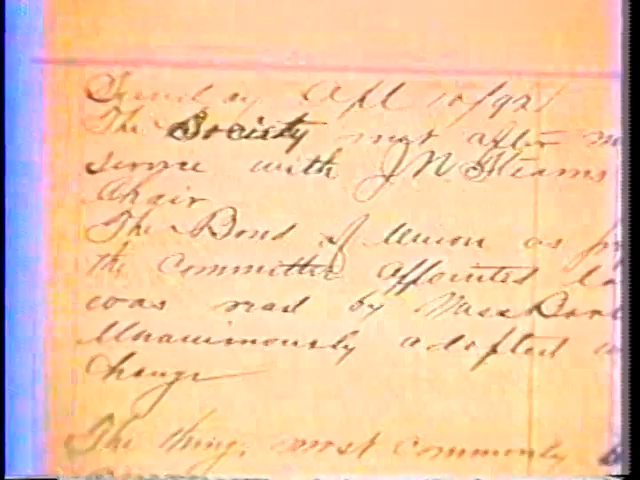 Sunday Apl 10/92
The Society met after
service with J N Stearns
Chair
The Bond of Union as
the Committee appointed
was read by Miss
Unanimously adopted
Change
The things most commonly